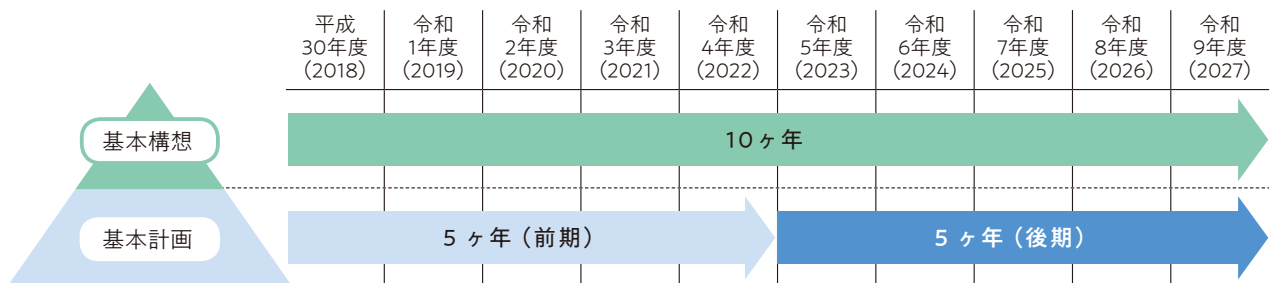 平成
30年度
(2018)
令和
1年度
(2019)
令和
2年度
(2020)
令和
3年度
(2021)
令和
4年度
(2022)
令和
5年度
(2023)
令和
6年度
(2024)
令和
7年度
(2025)
令和
8年度
(2026)
令和
9年度
(2027)
基本構想
10ヶ年
基本計画
5ヶ年(前期)
5ヶ年(後期)